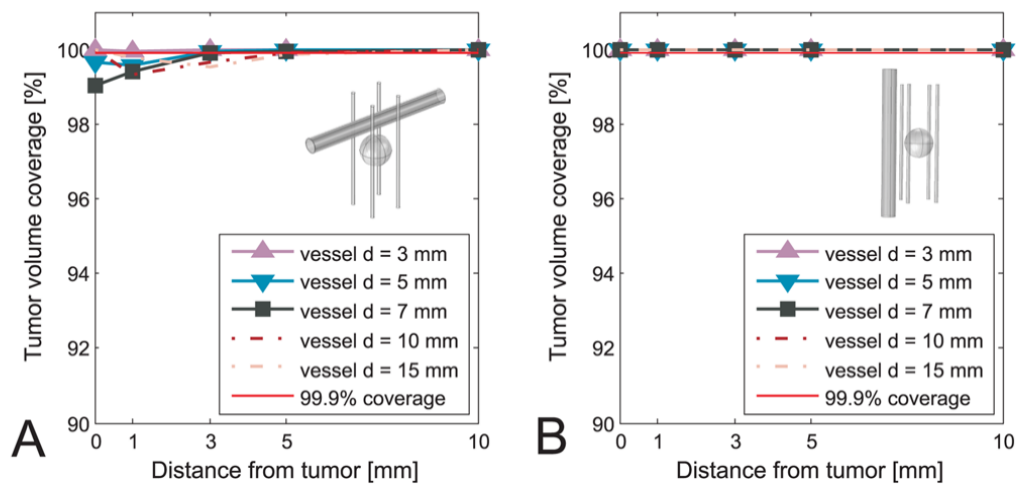 100
98
96
94
92
90
Tumor volume coverage [%]
vessel d = 3 mm
vessel d = 5 mm
vessel d = 7 mm
vessel d = 10 mm
vessel d = 15 mm
99.9% coverage
0 1 3 5 10
Distance from tumor [mm]
A
100
98
96
94
92
90
Tumor volume coverage [%]
vessel d = 3 mm
vessel d = 5 mm
vessel d = 7 mm
vessel d = 10 mm
vessel d = 15 mm
99.9% coverage
0 1 3 5 10
Distance from tumor [mm]
B